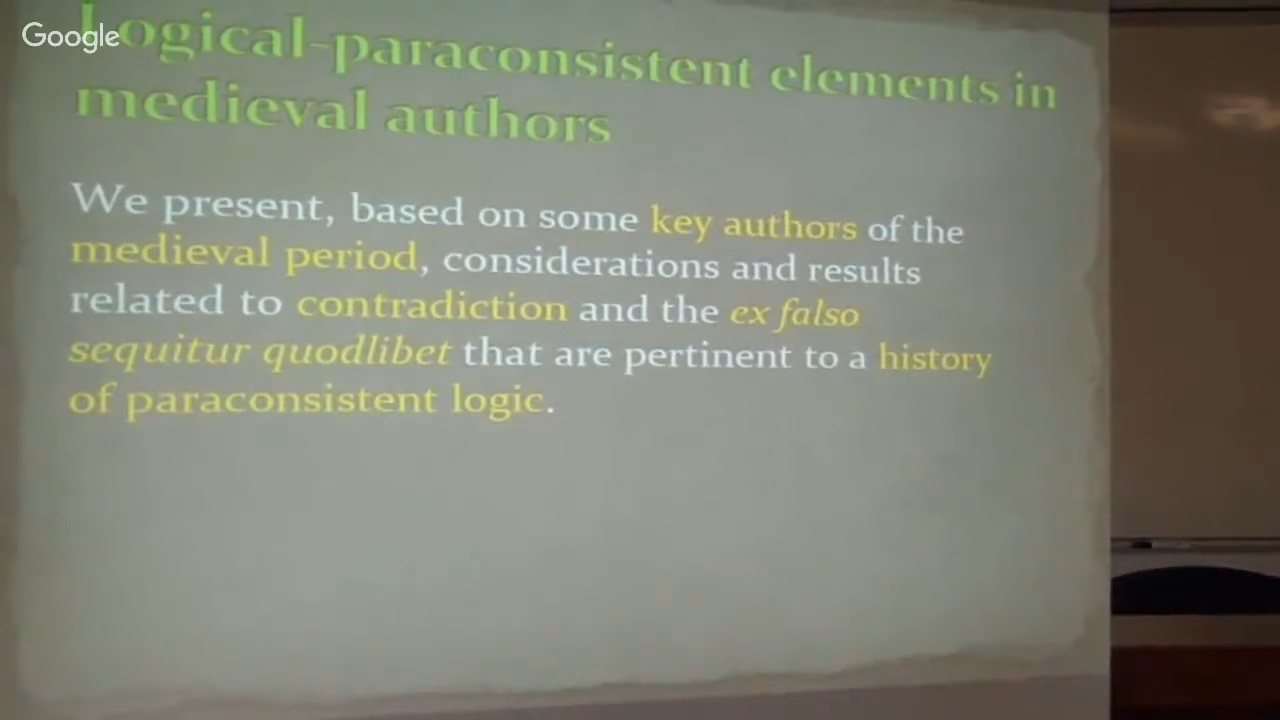 Google
Logical-paraconsistent elements in
medieval authors
We present, based on some key authors of the
medieval period, considerations and results
related to contradiction and the ex falso
sequitur quodlibet that are pertinent to a history
of paraconsistent logic.